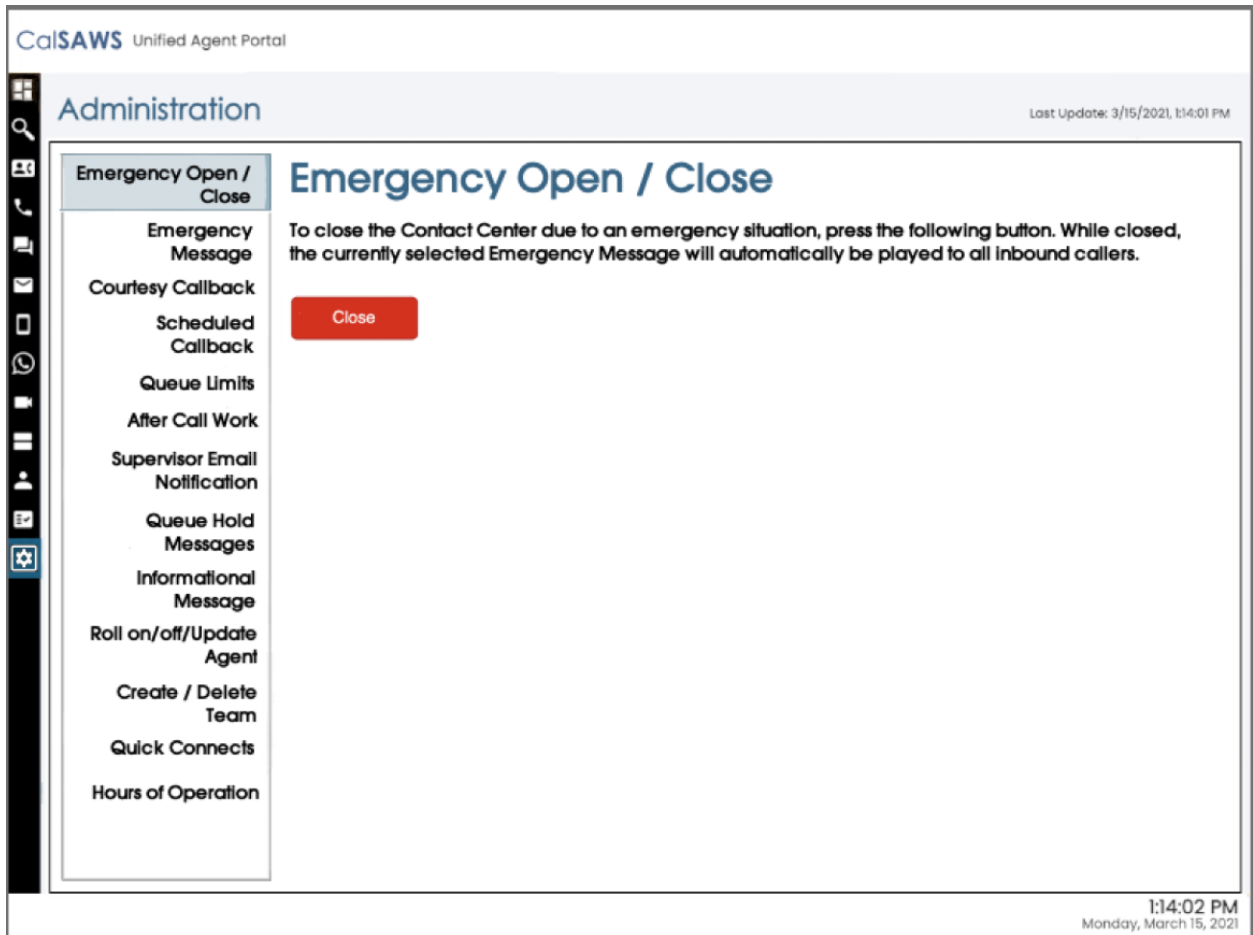 CalSAWS Unified Agent Portal
Administration
Last Update: 3/15/2021, 1:14:01 PM
Emergency Open /
Close
Emergency
Message
Courtesy Callback
Scheduled
Callback
Queue Limits
After Call Work
Supervisor Email
Notification
Queue Hold
Messages
Informational
Message
Roll on/off/Update
Agent
Create / Delete
Team
Quick Connects
Hours of Operation
Emergency Open / Close
To close the Contact Center due to an emergency situation, press the following button. While closed,
the currently selected Emergency Message will automatically be played to all inbound callers.
Close
1:14:02 PM
Monday, March 15, 2021